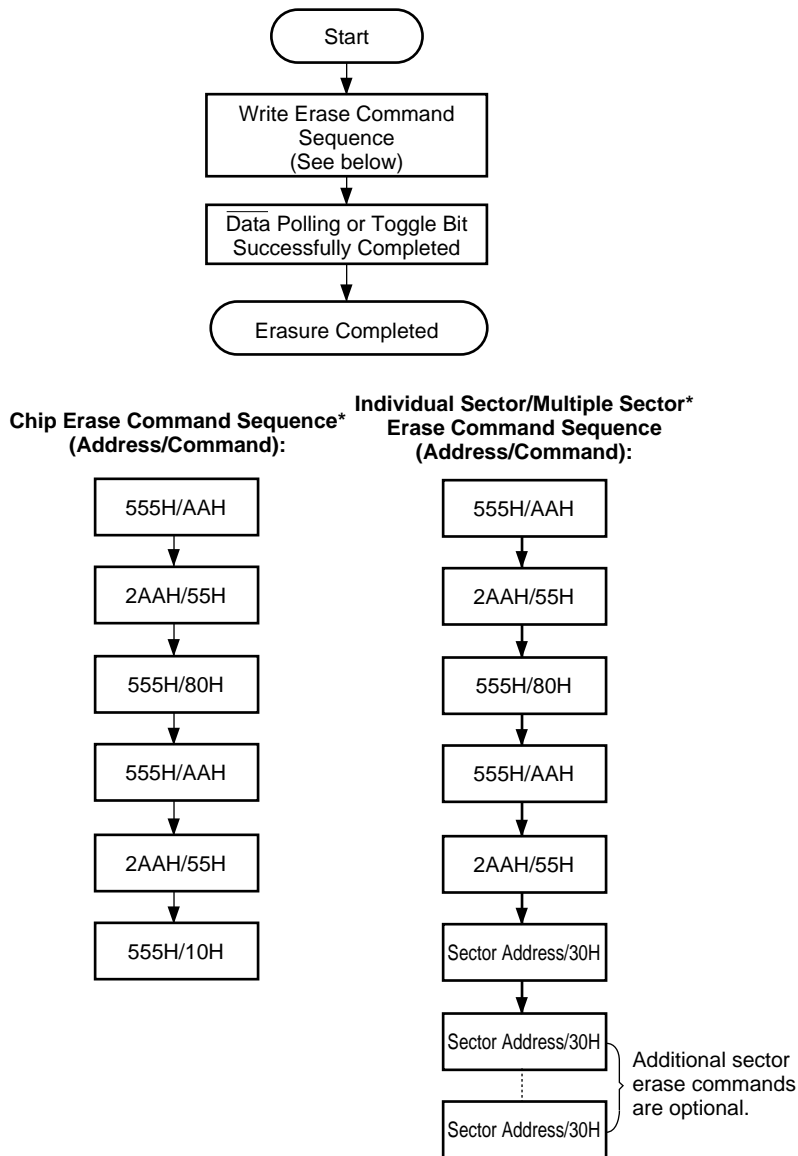 Start
Write Erase Command
Sequence
(See below)
Data Polling or Toggle Bit
Successfully Completed
Erasure Completed
Chip Erase Command Sequence*
(Address/Command):
555H/AAH
2AAH/55H
555H/80H
555H/AAH
2AAH/55H
555H/10H
Individual Sector/Multiple Sector*
Erase Command Sequence
(Address/Command):
555H/AAH
2AAH/55H
555H/80H
555H/AAH
2AAH/55H
Sector Address/30H
Sector Address/30H
Sector Address/30H
Additional sector
erase commands
are optional.